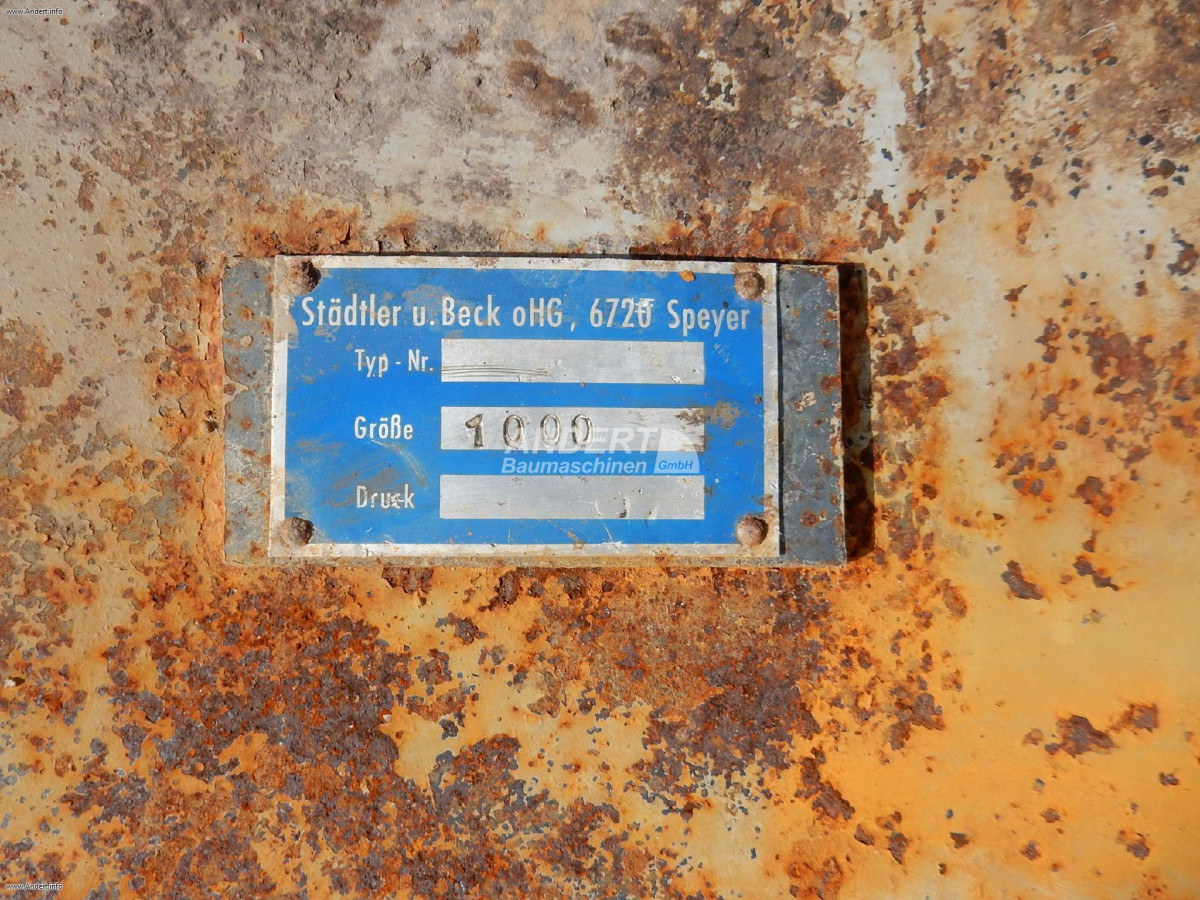 www.Andert.info
Städtler u. Beck oHG, 6720 Speyer
Typ - Nr.
Größe 1000
ANDERT
Baumaschinen GmbH
Druck
www.Andert.info